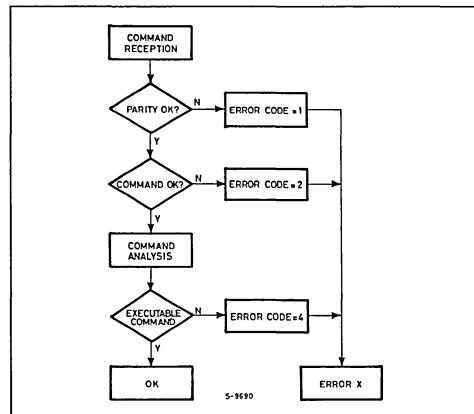 COMMAND
RECEPTION
PARITY OK?
N
ERROR CODE=1
Y
COMMAND OK?
N
ERROR CODE=2
Y
COMMAND
ANALYSIS
EXECUTABLE
COMMAND
N
ERROR CODE=4
Y
OK
ERROR X
S-9690